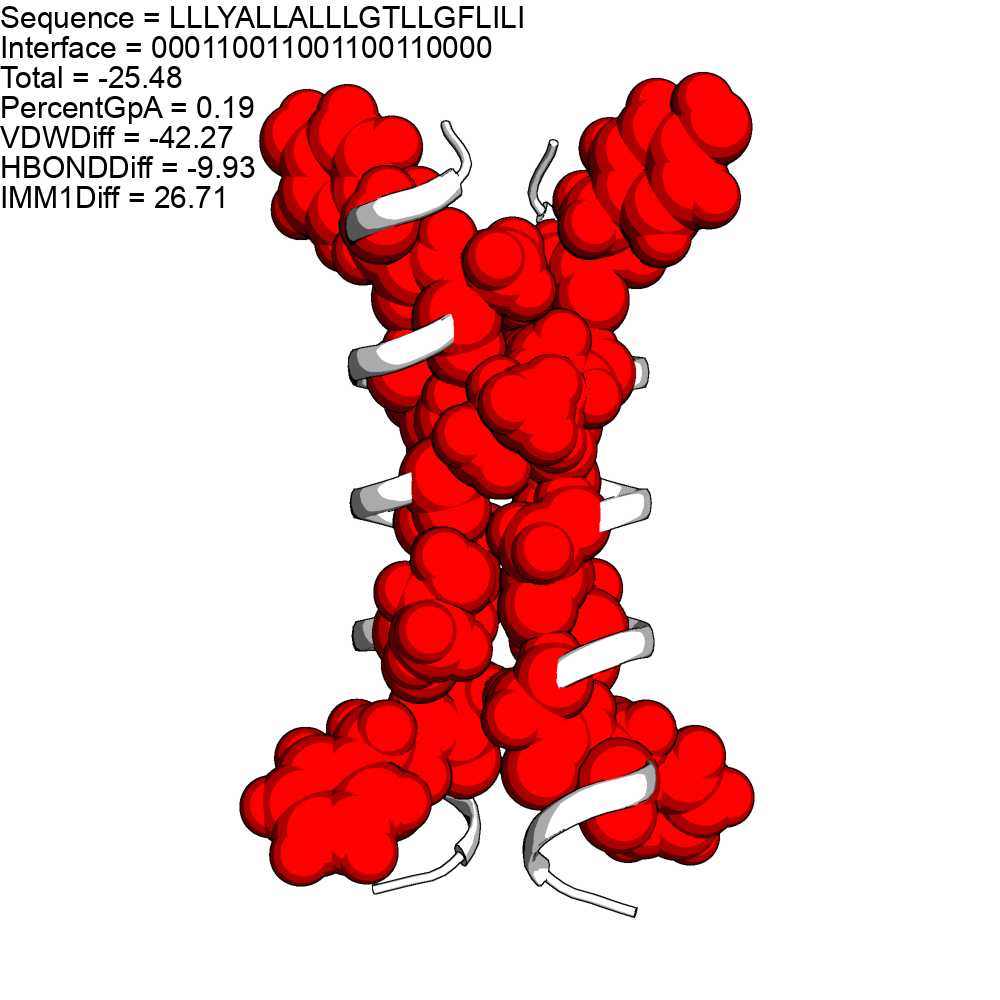 Sequence = LLLYALLALLLGTLLGFLILI
Interface = 000110011001100110000
Total = -25.48
PercentGpA = 0.19
VDWDiff = -42.27
HBONDDiff = -9.93
IMM1Diff = 26.71